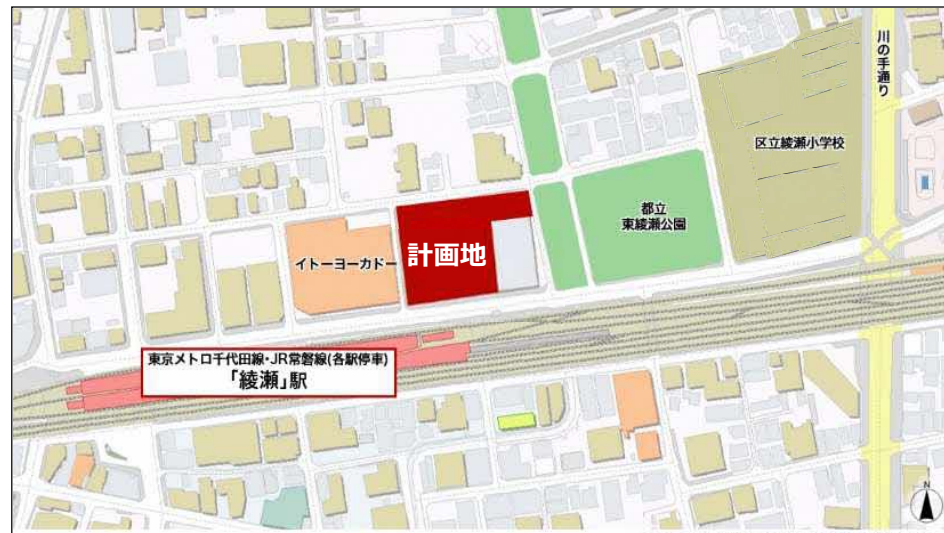 川の手通り
区立綾瀬小学校
都立
東綾瀬公園
計画地
イトーヨーカドー
東京メトロ千代田線・JR常磐線(各駅停車)
「綾瀬」駅
N